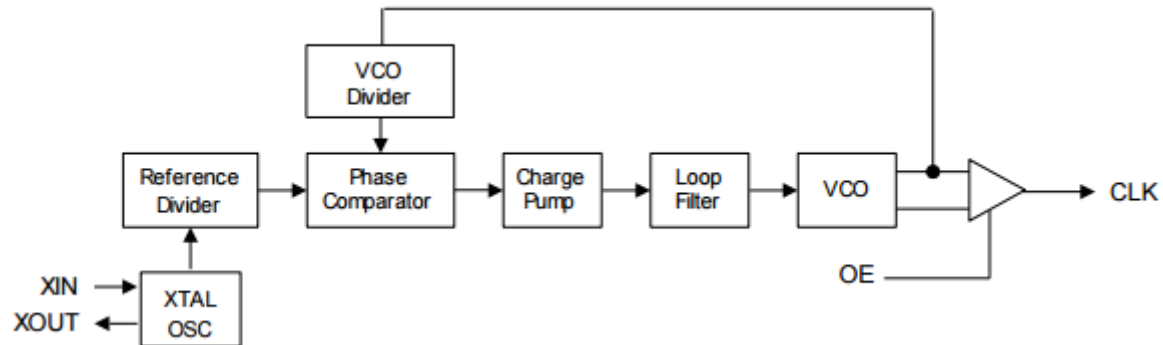 VCO
Divider
Reference
Divider
Phase
Comparator
Charge
Pump
Loop
Filter
VCO
CLK
OE
XIN
XOUT
XTAL
OSC